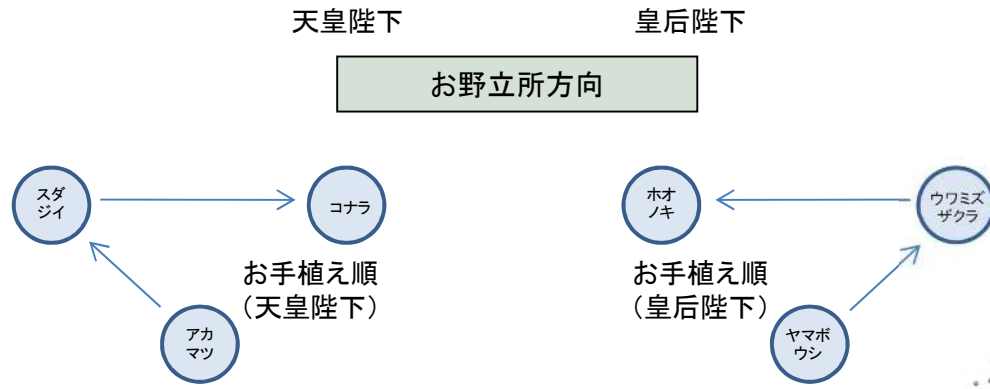 天皇陛下
皇后陛下
お野立所方向
スダ
ジイ
コナラ
ホオ
ノキ
ウワミズ
ザクラ
お手植え順
（天皇陛下）
お手植え順
（皇后陛下）
アカ
マツ
ヤマボ
ウシ